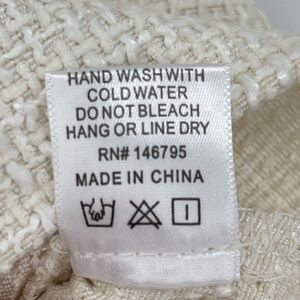 HAND WASH WITH
COLD WATER
DO NOT BLEACH
HANG OR LINE DRY
RN# 146795
MADE IN CHINA